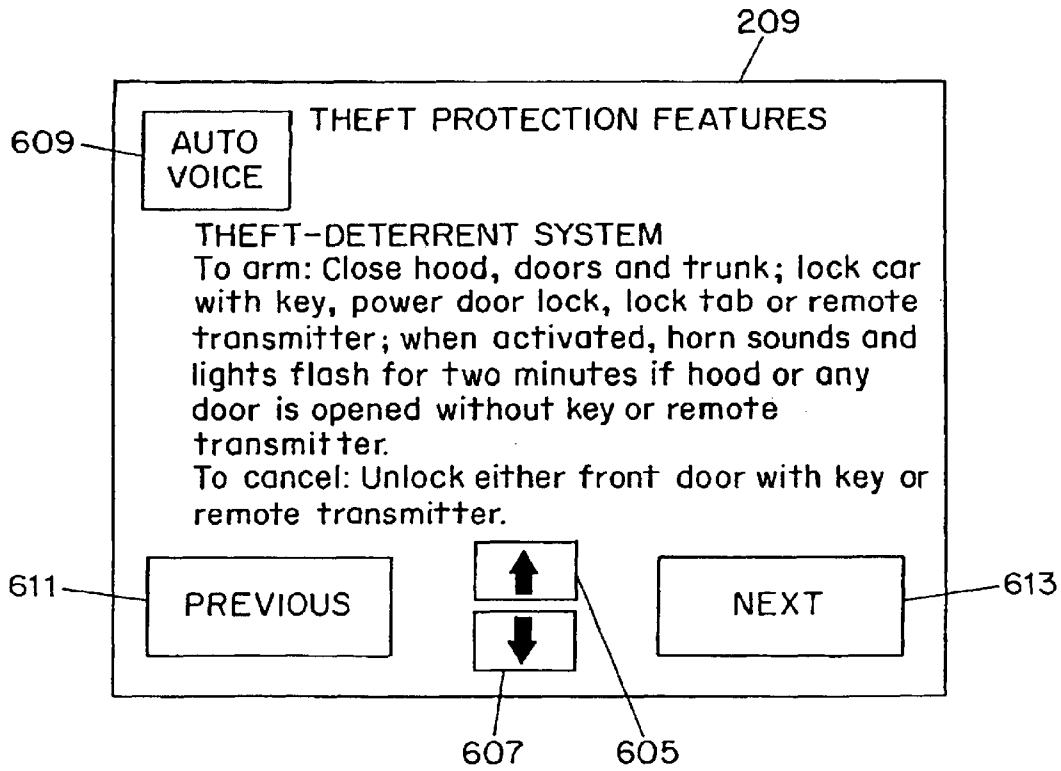 209
THEFT PROTECTION FEATURES
609
AUTO
VOICE
THEFT-DETERRENT SYSTEM
To arm: Close hood, doors and trunk; lock car
with key, power door lock, lock tab or remote
transmitter; when activated, horn sounds and
lights flash for two minutes if hood or any
door is opened without key or remote
transmitter.
To cancel: Unlock either front door with key or
remote transmitter.
611
PREVIOUS
NEXT
613
607
605